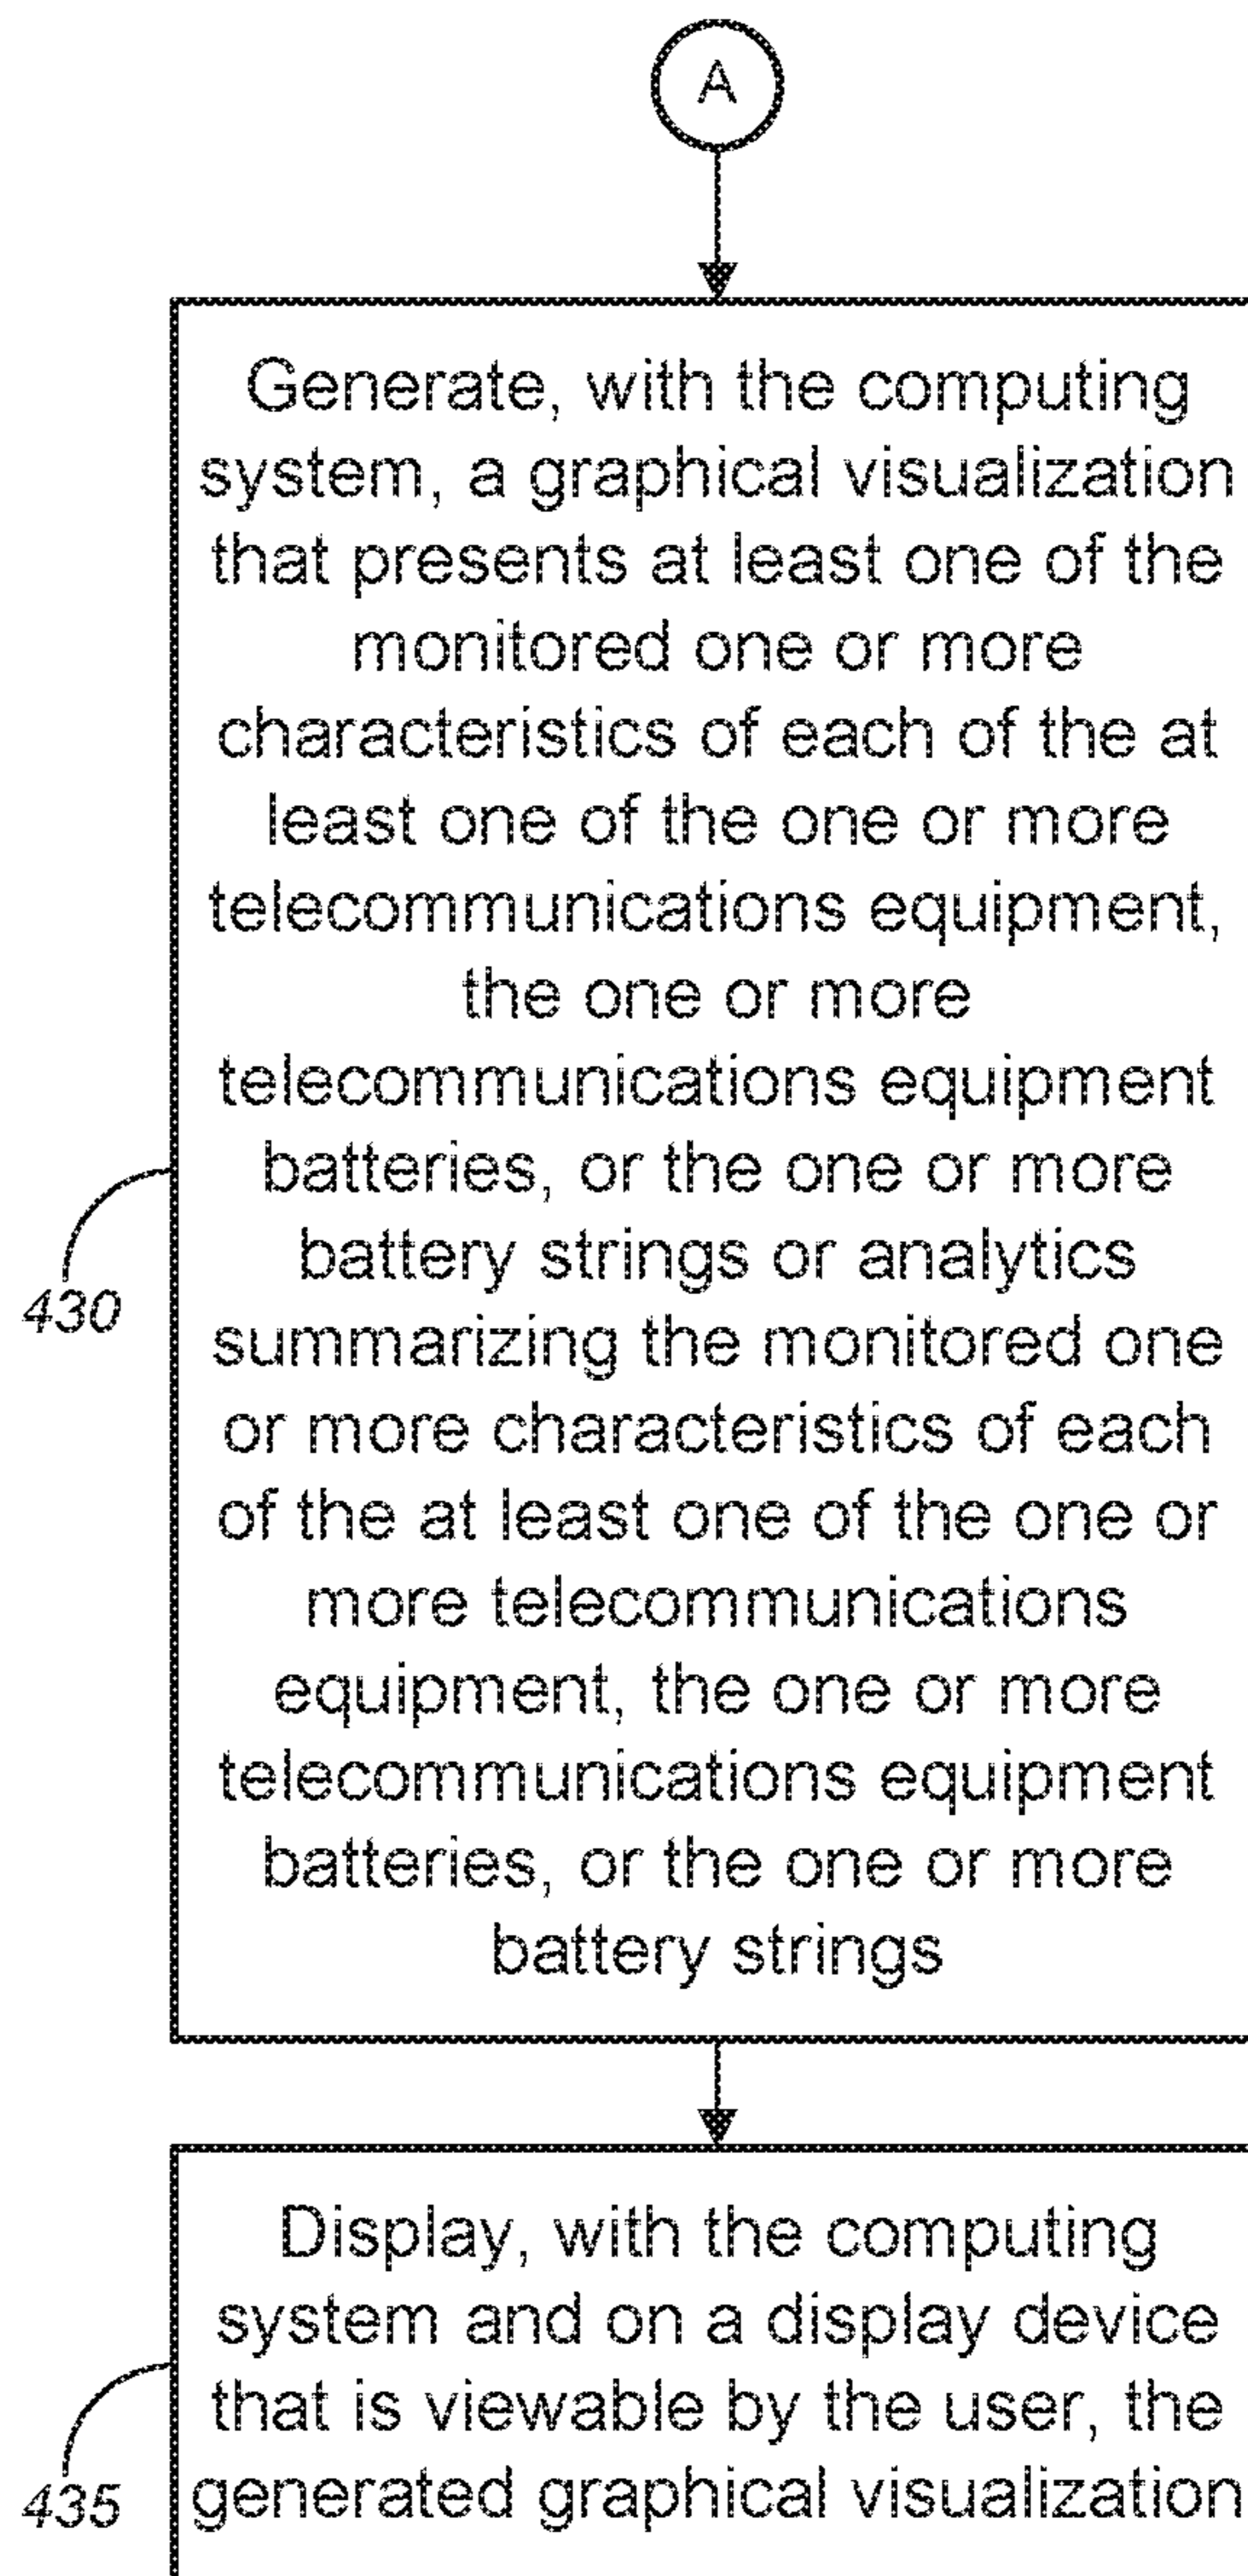 A
Generate, with the computing
system, a graphical visualization
that presents at least one of the
monitored one or more
characteristics of each of the at
least one of the one or more
telecommunications equipment,
the one or more
telecommunications equipment
batteries, or the one or more
battery strings or analytics
summarizing the monitored one
or more characteristics of each
of the at least one of the one or
more telecommunications
equipment, the one or more
telecommunications equipment
batteries, or the one or more
battery strings
430
Display, with the computing
system and on a display device
that is viewable by the user, the
generated graphical visualization
435